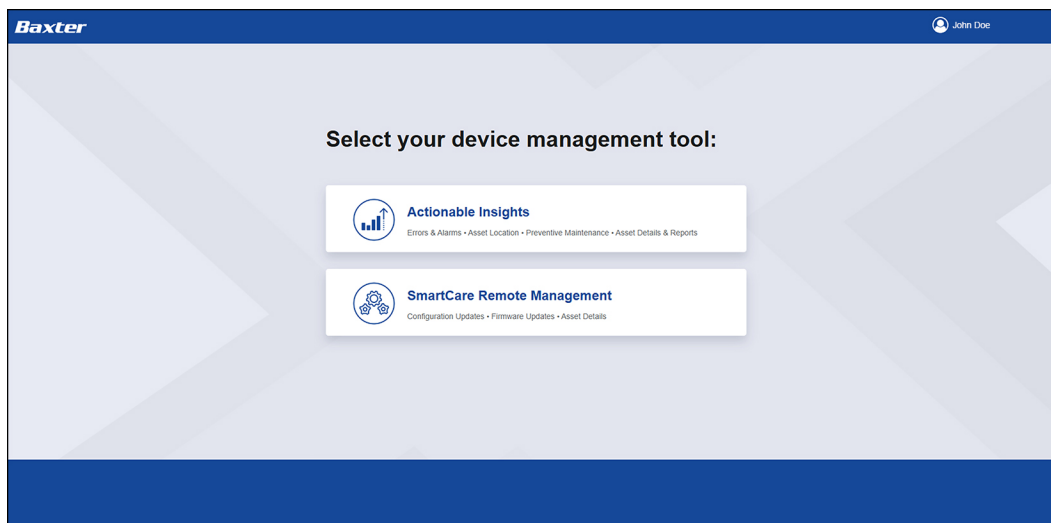 Baxter
John Doe
Select your device management tool:
Actionable Insights
Errors & Alarms • Asset Location • Preventive Maintenance • Asset Details & Reports
SmartCare Remote Management
Configuration Updates • Firmware Updates • Asset Details